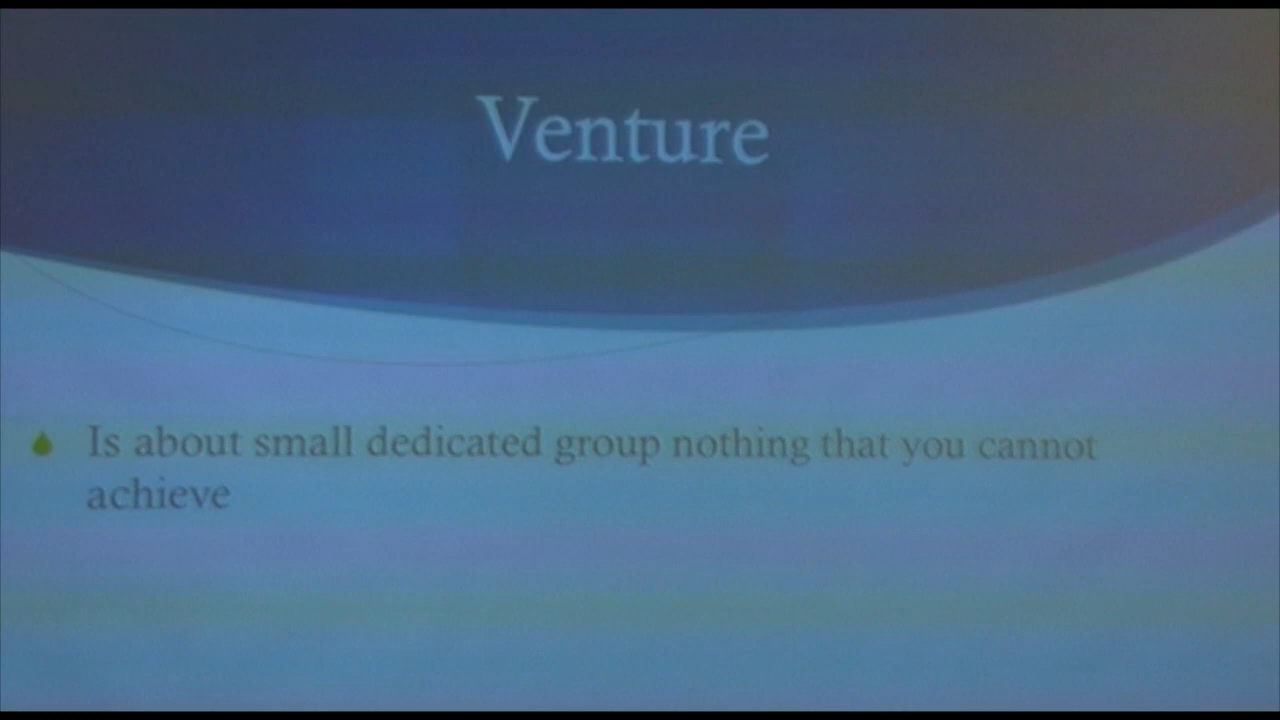 Venture
Is about small dedicated group nothing that you cannot
achieve